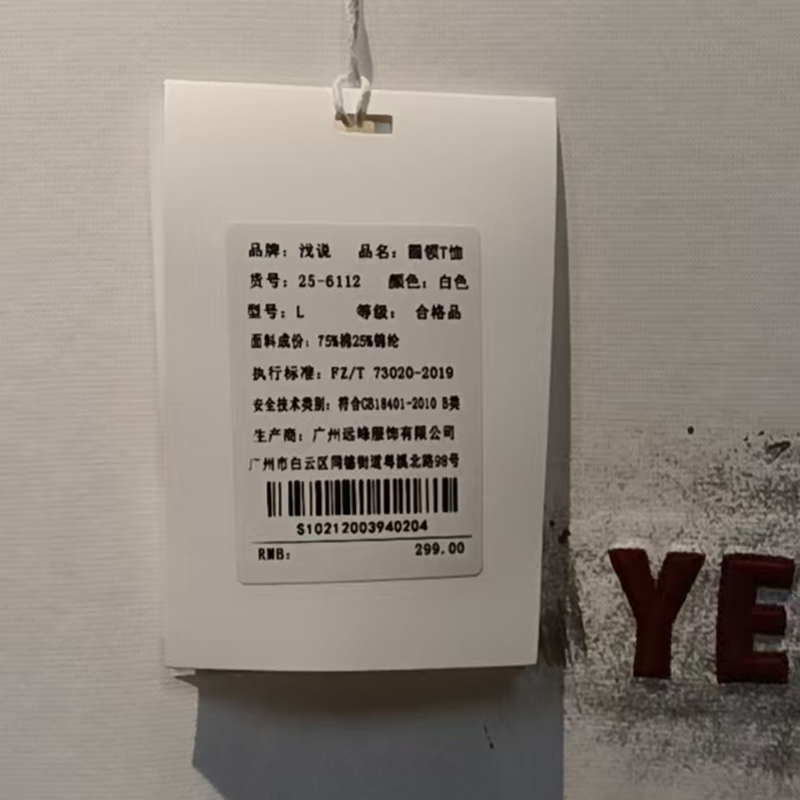 品牌：浅说 品名：圆领T恤
货号：25-6112 颜色：白色
型号：L 等级： 合格品
面料成份：75%棉25%锦纶
执行标准：FZ/T 73020-2019
安全技术类别：符合GB18401-2010 B类
生产商：广州远峰服饰有限公司
广州市白云区同德街道粤溪北路98号
S10212003940204
RMB： 299.00
YE